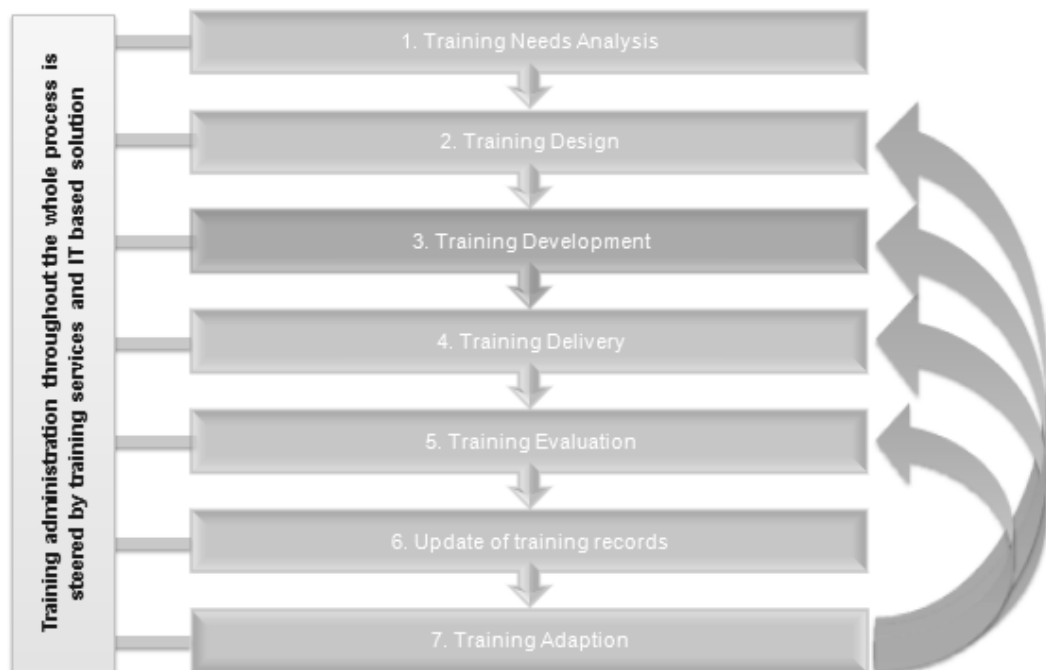 Training administration throughout the whole process is
steered by training services and IT based solution
1. Training Needs Analysis
2. Training Design
3. Training Development
4. Training Delivery
5. Training Evaluation
6. Update of training records
7. Training Adaption